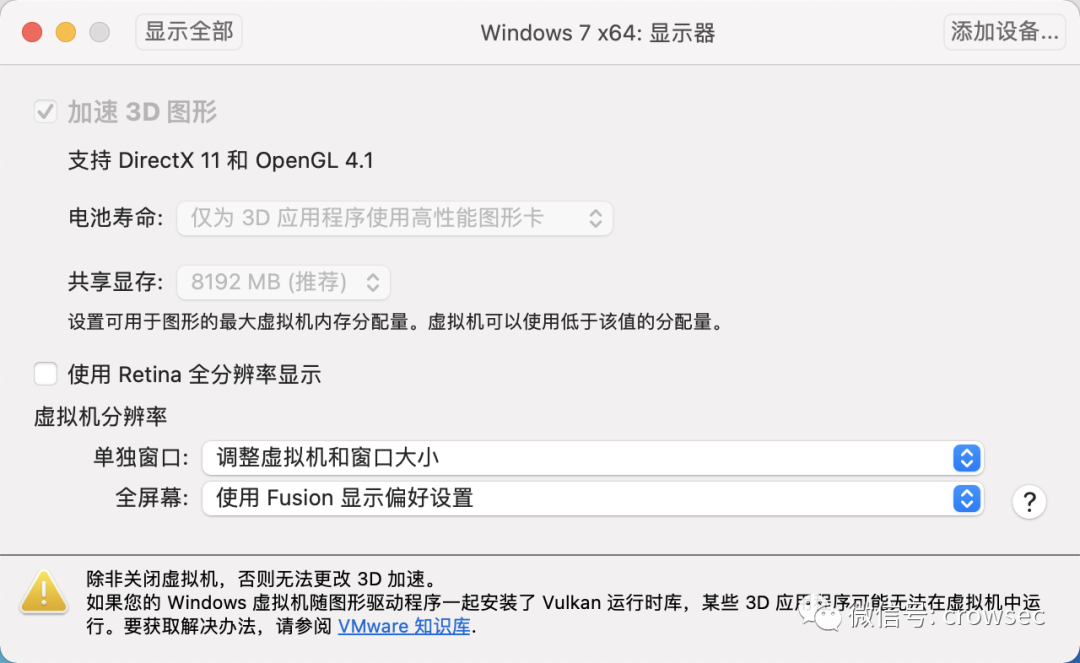 显示全部
Windows 7 x64: 显示器
添加设备...
加速 3D 图形
支持 DirectX 11 和 OpenGL 4.1
电池寿命: 仅为 3D 应用程序使用高性能图形卡
共享显存: 8192 MB (推荐)
设置可用于图形的最大虚拟机内存分配量。虚拟机可以使用低于该值的分配量。
使用 Retina 全分辨率显示
虚拟机分辨率
单独窗口: 调整虚拟机和窗口大小
全屏幕: 使用 Fusion 显示偏好设置
?
除非关闭虚拟机，否则无法更改 3D 加速。
如果您的 Windows 虚拟机随图形驱动程序一起安装了 Vulkan 运行时库，某些 3D 应用程序可能无法在虚拟机中运
行。要获取解决办法，请参阅 VMware 知识库.
微信号: crowsec